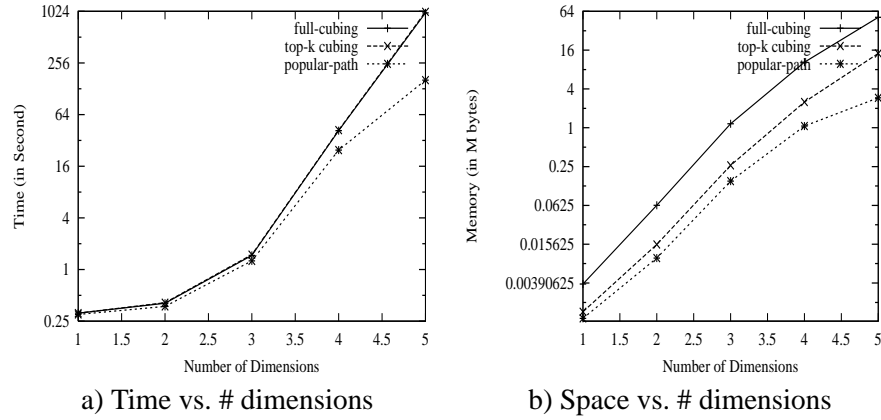 1024
256
64
16
4
1
0.25
Time (in Second)
full-cubing
top-k cubing
popular-path
1 1.5 2 2.5 3 3.5 4 4.5 5
Number of Dimensions
a) Time vs. # dimensions
64
16
4
1
0.25
0.0625
0.015625
0.00390625
Memory (in M bytes)
full-cubing
top-k cubing
popular-path
1 1.5 2 2.5 3 3.5 4 4.5 5
Number of Dimensions
b) Space vs. # dimensions